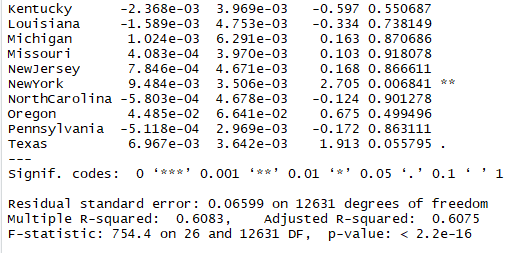 Kentucky -2.368e-03 3.969e-03 -0.597 0.550687
Louisiana -1.589e-03 4.753e-03 -0.334 0.738149
Michigan 1.024e-03 6.291e-03 0.163 0.870686
Missouri 4.083e-04 3.970e-03 0.103 0.918078
NewJersey 7.846e-04 4.671e-03 0.168 0.866611
NewYork 9.484e-03 3.506e-03 2.705 0.006841 **
NorthCarolina -5.803e-04 4.678e-03 -0.124 0.901278
Oregon 4.485e-02 6.641e-02 0.675 0.499496
Pennsylvania -5.118e-04 2.969e-03 -0.172 0.863111
Texas 6.967e-03 3.642e-03 1.913 0.055795 .
---
Signif. codes: 0 ‘***’ 0.001 ‘**’ 0.01 ‘*’ 0.05 ‘.’ 0.1 ‘ ’ 1
Residual standard error: 0.06599 on 12631 degrees of freedom
Multiple R-squared: 0.6083, Adjusted R-squared: 0.6075
F-statistic: 754.4 on 26 and 12631 DF, p-value: < 2.2e-16